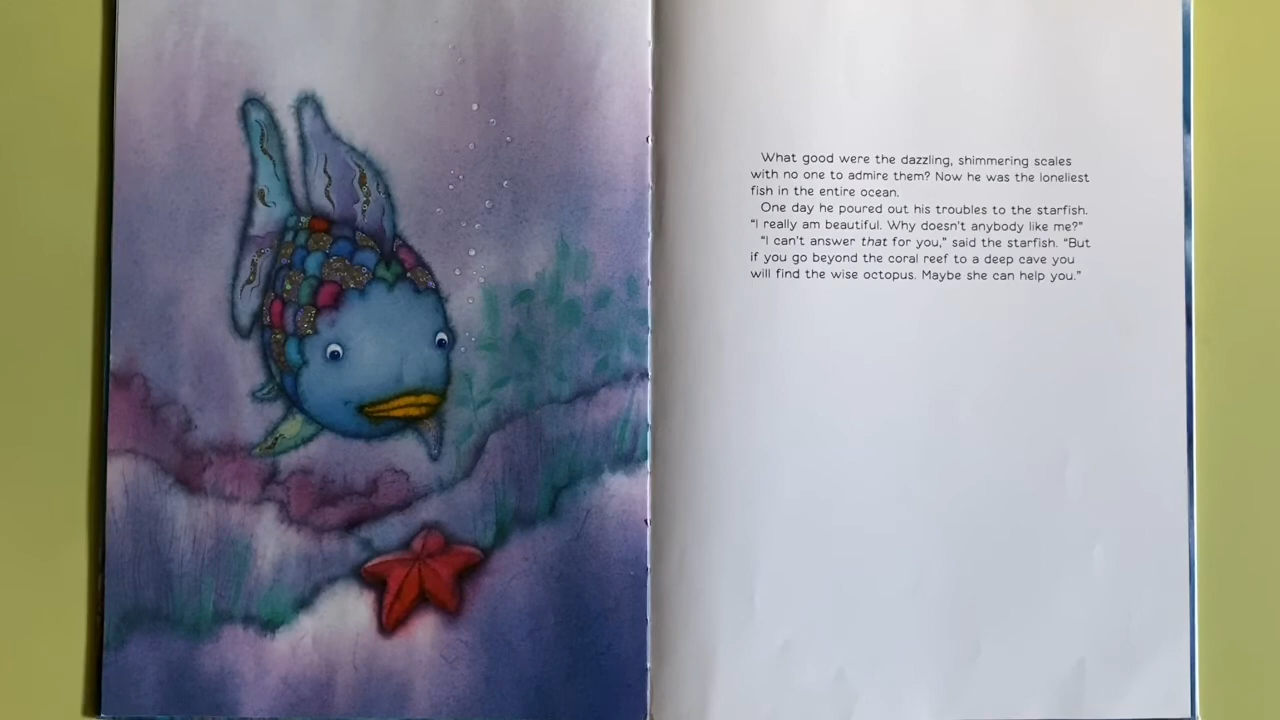 What good were the dazzling, shimmering scales
with no one to admire them? Now he was the loneliest
fish in the entire ocean.
One day he poured out his troubles to the starfish.
“I really am beautiful. Why doesn't anybody like me?”
“I can't answer that for you,” said the starfish. “But
if you go beyond the coral reef to a deep cave you
will find the wise octopus. Maybe she can help you.”